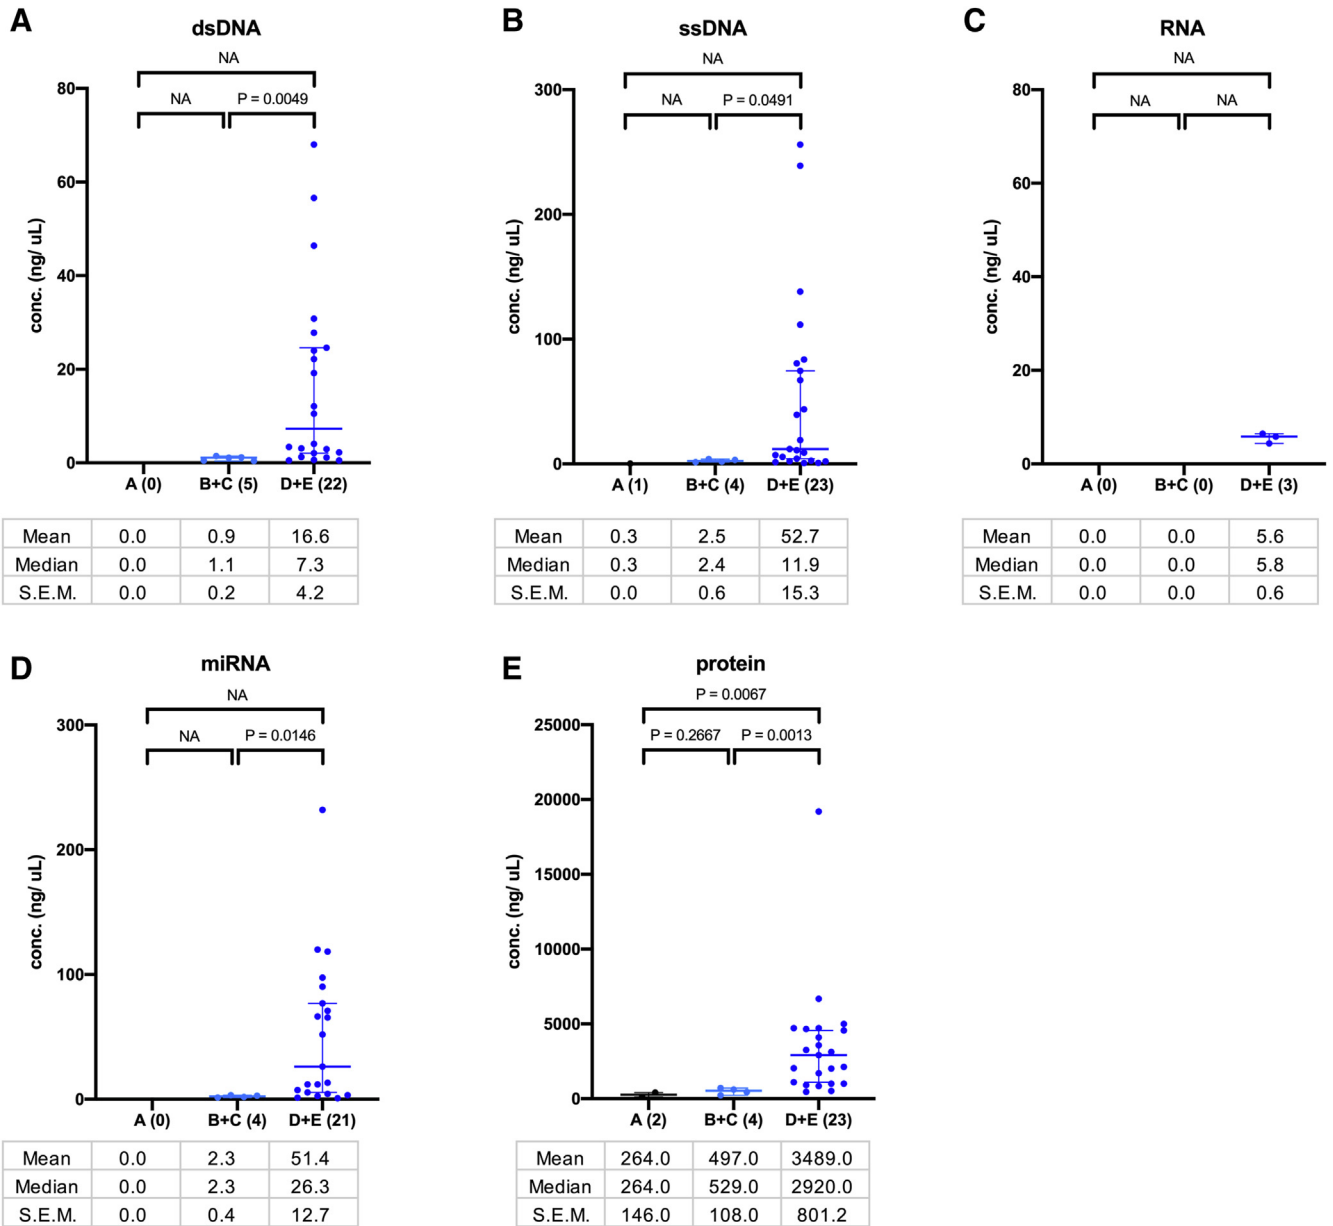 A
dsDNA
NA
NA
P = 0.0049
80
60
40
20
0
conc. (ng/ uL)
A (0)
B+C (5)
D+E (22)
Mean 0.0 0.9 16.6
Median 0.0 1.1 7.3
S.E.M. 0.0 0.2 4.2
B
ssDNA
NA
NA
P = 0.0491
300
200
100
0
conc. (ng/ uL)
A (1)
B+C (4)
D+E (23)
Mean 0.3 2.5 52.7
Median 0.3 2.4 11.9
S.E.M. 0.0 0.6 15.3
C
RNA
NA
NA
NA
80
60
40
20
0
conc. (ng/ uL)
A (0)
B+C (0)
D+E (3)
Mean 0.0 0.0 5.6
Median 0.0 0.0 5.8
S.E.M. 0.0 0.0 0.6
D
miRNA
NA
NA
P = 0.0146
300
200
100
0
conc. (ng/ uL)
A (0)
B+C (4)
D+E (21)
Mean 0.0 2.3 51.4
Median 0.0 2.3 26.3
S.E.M. 0.0 0.4 12.7
E
protein
P = 0.0067
P = 0.2667
P = 0.0013
25000
20000
15000
10000
5000
0
conc. (ng/ uL)
A (2)
B+C (4)
D+E (23)
Mean 264.0 497.0 3489.0
Median 264.0 529.0 2920.0
S.E.M. 146.0 108.0 801.2